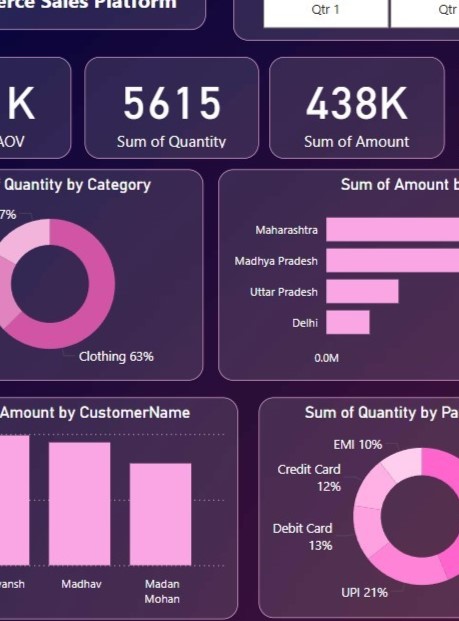 erce Sales Platform
Qtr 1
Qtr
K
AOV
5615
Sum of Quantity
438K
Sum of Amount
Quantity by Category
7%
Clothing 63%
Sum of Amount b
Maharashtra
Madhya Pradesh
Uttar Pradesh
Delhi
0.0M
Amount by CustomerName
vansh
Madhav
Madan
Mohan
Sum of Quantity by Pa
EMI 10%
Credit Card
12%
Debit Card
13%
UPI 21%